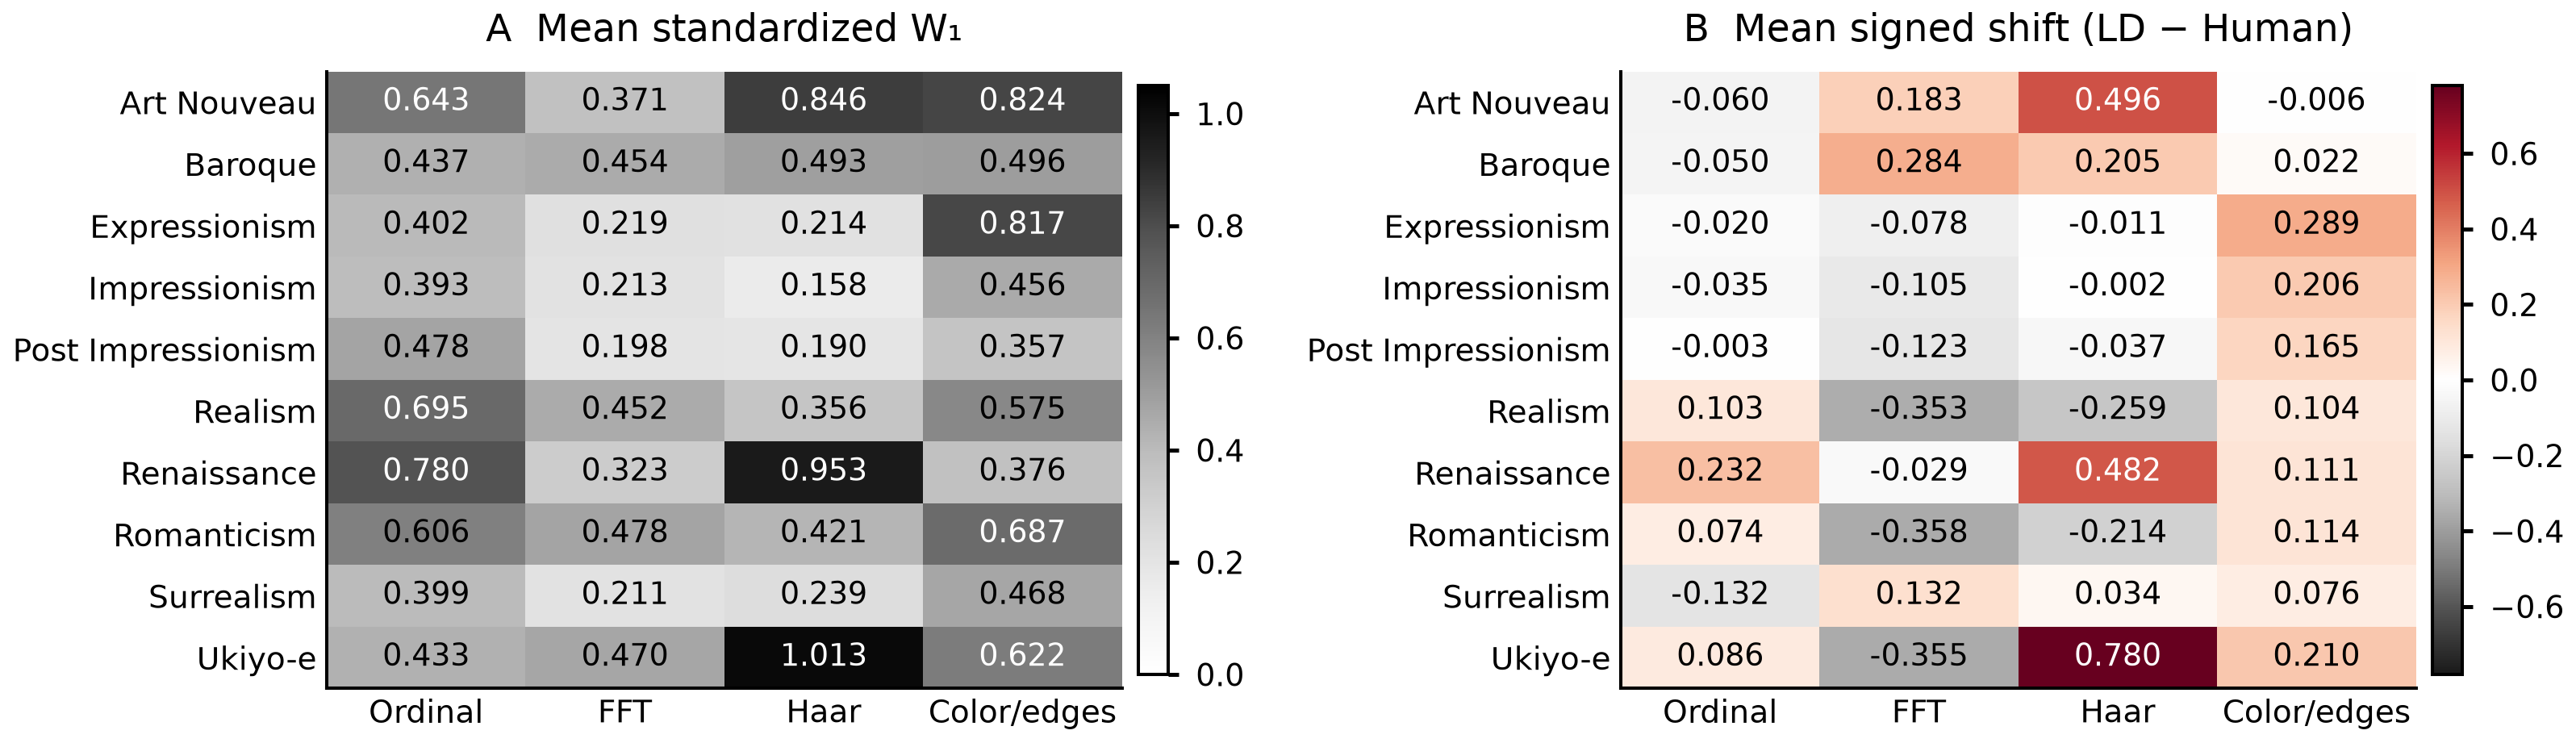 A Mean standardized W₁
Art Nouveau 0.643 0.371 0.846 0.824
Baroque 0.437 0.454 0.493 0.496
Expressionism 0.402 0.219 0.214 0.817
Impressionism 0.393 0.213 0.158 0.456
Post Impressionism 0.478 0.198 0.190 0.357
Realism 0.695 0.452 0.356 0.575
Renaissance 0.780 0.323 0.953 0.376
Romanticism 0.606 0.478 0.421 0.687
Surrealism 0.399 0.211 0.239 0.468
Ukiyo-e 0.433 0.470 1.013 0.622
Ordinal FFT Haar Color/edges
1.0
0.8
0.6
0.4
0.2
0.0
B Mean signed shift (LD − Human)
Art Nouveau -0.060 0.183 0.496 -0.006
Baroque -0.050 0.284 0.205 0.022
Expressionism -0.020 -0.078 -0.011 0.289
Impressionism -0.035 -0.105 -0.002 0.206
Post Impressionism -0.003 -0.123 -0.037 0.165
Realism 0.103 -0.353 -0.259 0.104
Renaissance 0.232 -0.029 0.482 0.111
Romanticism 0.074 -0.358 -0.214 0.114
Surrealism -0.132 0.132 0.034 0.076
Ukiyo-e 0.086 -0.355 0.780 0.210
Ordinal FFT Haar Color/edges
0.6
0.4
0.2
0.0
−0.2
−0.4
−0.6